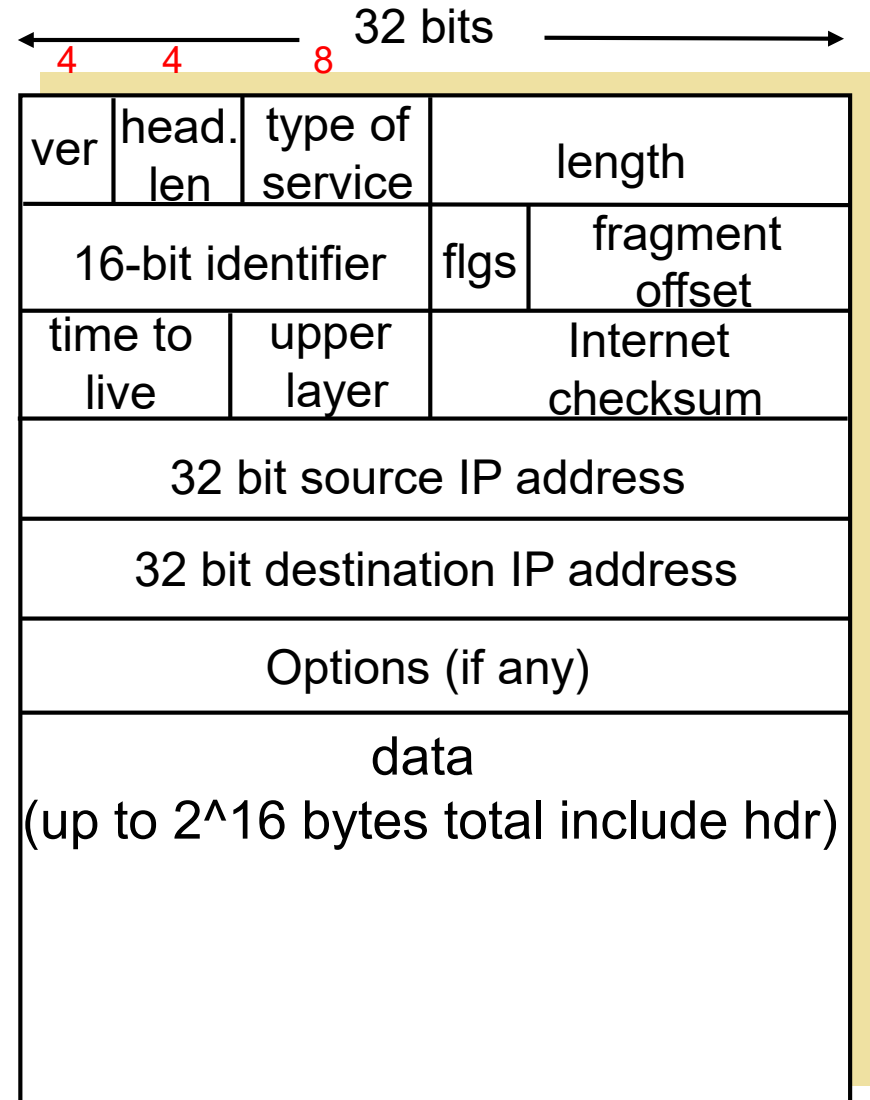 32 bits
4 4 8
ver head. len type of service length
16-bit identifier flgs fragment offset
time to live upper layer Internet checksum
32 bit source IP address
32 bit destination IP address
Options (if any)
data
(up to 2^16 bytes total include hdr)